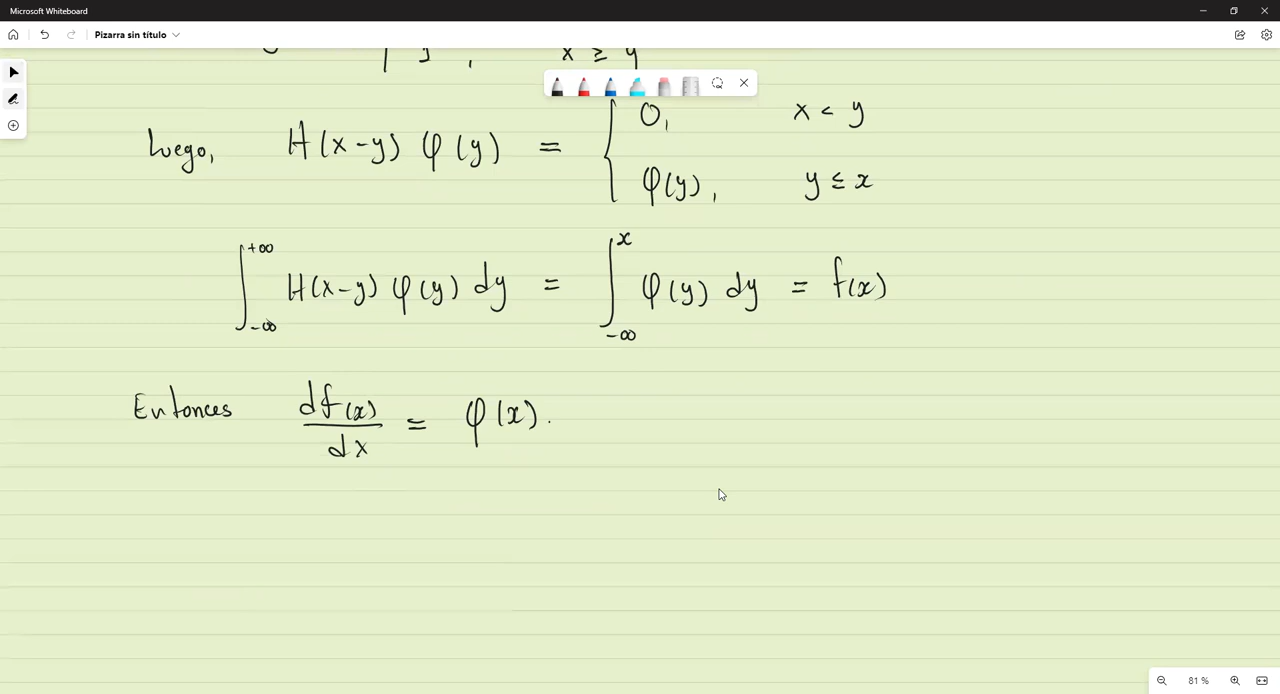 Microsoft Whiteboard
Pizarra sin título
x ≥ y
luego, H(x-y) φ(y) = { 0, x < y
φ(y), y ≤ x
∫_{-∞}^{+∞} H(x-y) φ(y) dy = ∫_{-∞}^{x} φ(y) dy = f(x)
Entonces df(x)/dx = φ(x).
81 %